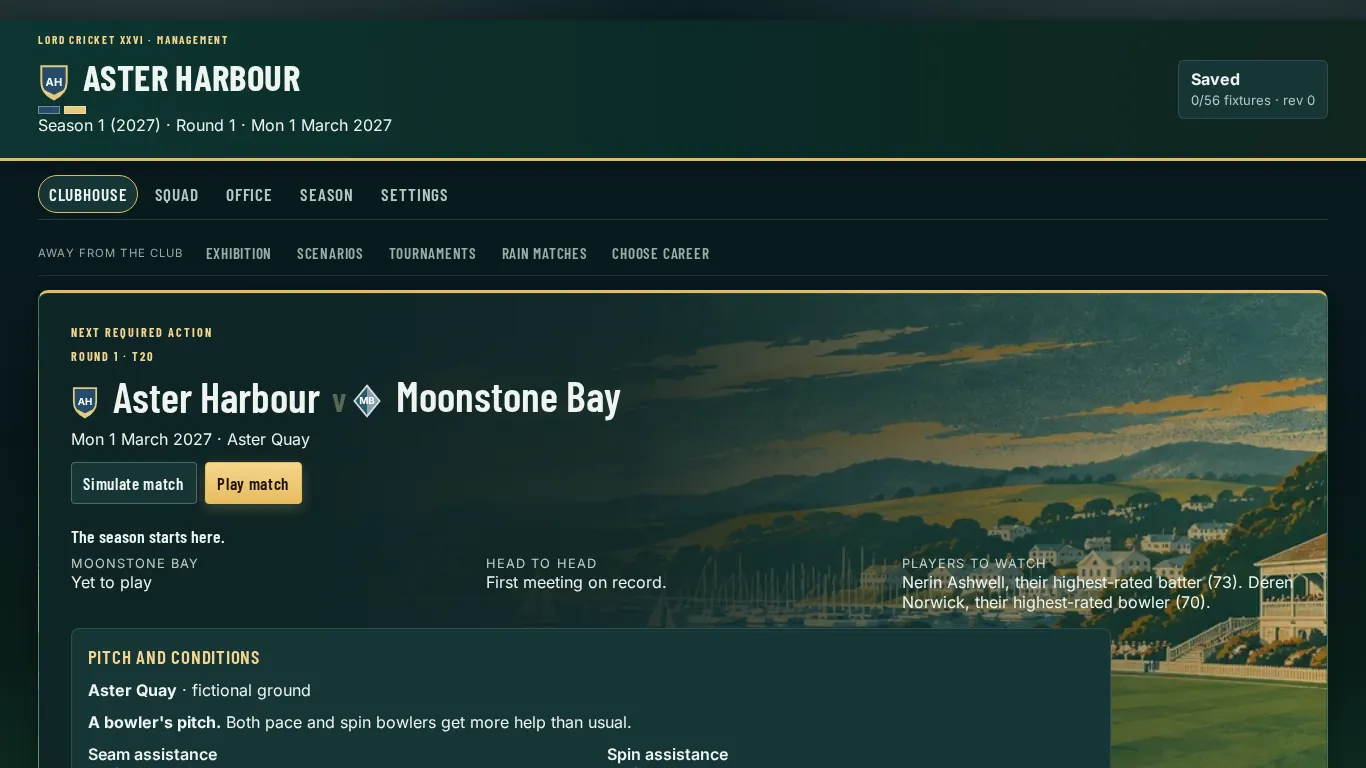 LORD CRICKET XXVI · MANAGEMENT
AH ASTER HARBOUR
Season 1 (2027) · Round 1 · Mon 1 March 2027
Saved
0/56 fixtures · rev 0
CLUBHOUSE SQUAD OFFICE SEASON SETTINGS
AWAY FROM THE CLUB EXHIBITION SCENARIOS TOURNAMENTS RAIN MATCHES CHOOSE CAREER
NEXT REQUIRED ACTION
ROUND 1 · T20
AH Aster Harbour v MB Moonstone Bay
Mon 1 March 2027 · Aster Quay
Simulate match Play match
The season starts here.
MOONSTONE BAY
Yet to play
HEAD TO HEAD
First meeting on record.
PLAYERS TO WATCH
Nerin Ashwell, their highest-rated batter (73). Deren
Norwick, their highest-rated bowler (70).
PITCH AND CONDITIONS
Aster Quay · fictional ground
A bowler's pitch. Both pace and spin bowlers get more help than usual.
Seam assistance Spin assistance